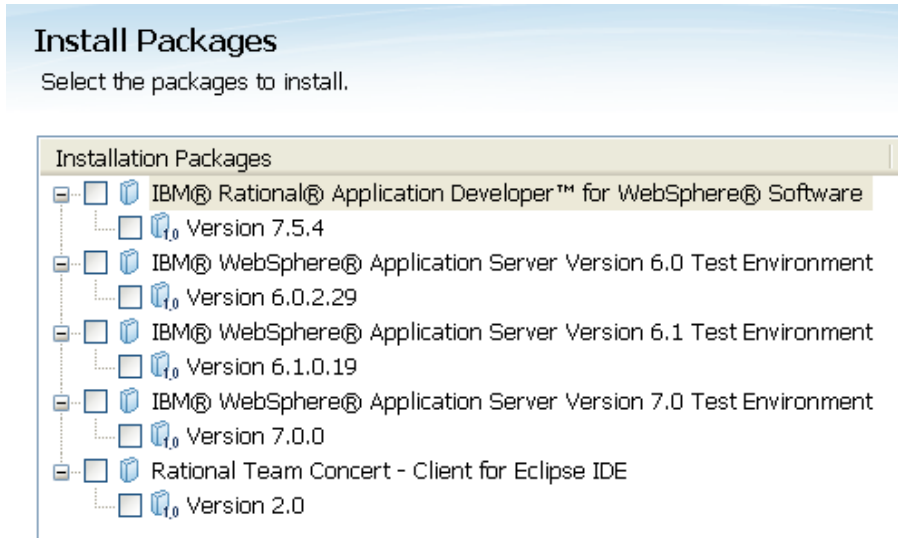 Install Packages
Select the packages to install.
Installation Packages
IBM® Rational® Application Developer™ for WebSphere® Software
Version 7.5.4
IBM® WebSphere® Application Server Version 6.0 Test Environment
Version 6.0.2.29
IBM® WebSphere® Application Server Version 6.1 Test Environment
Version 6.1.0.19
IBM® WebSphere® Application Server Version 7.0 Test Environment
Version 7.0.0
Rational Team Concert - Client for Eclipse IDE
Version 2.0